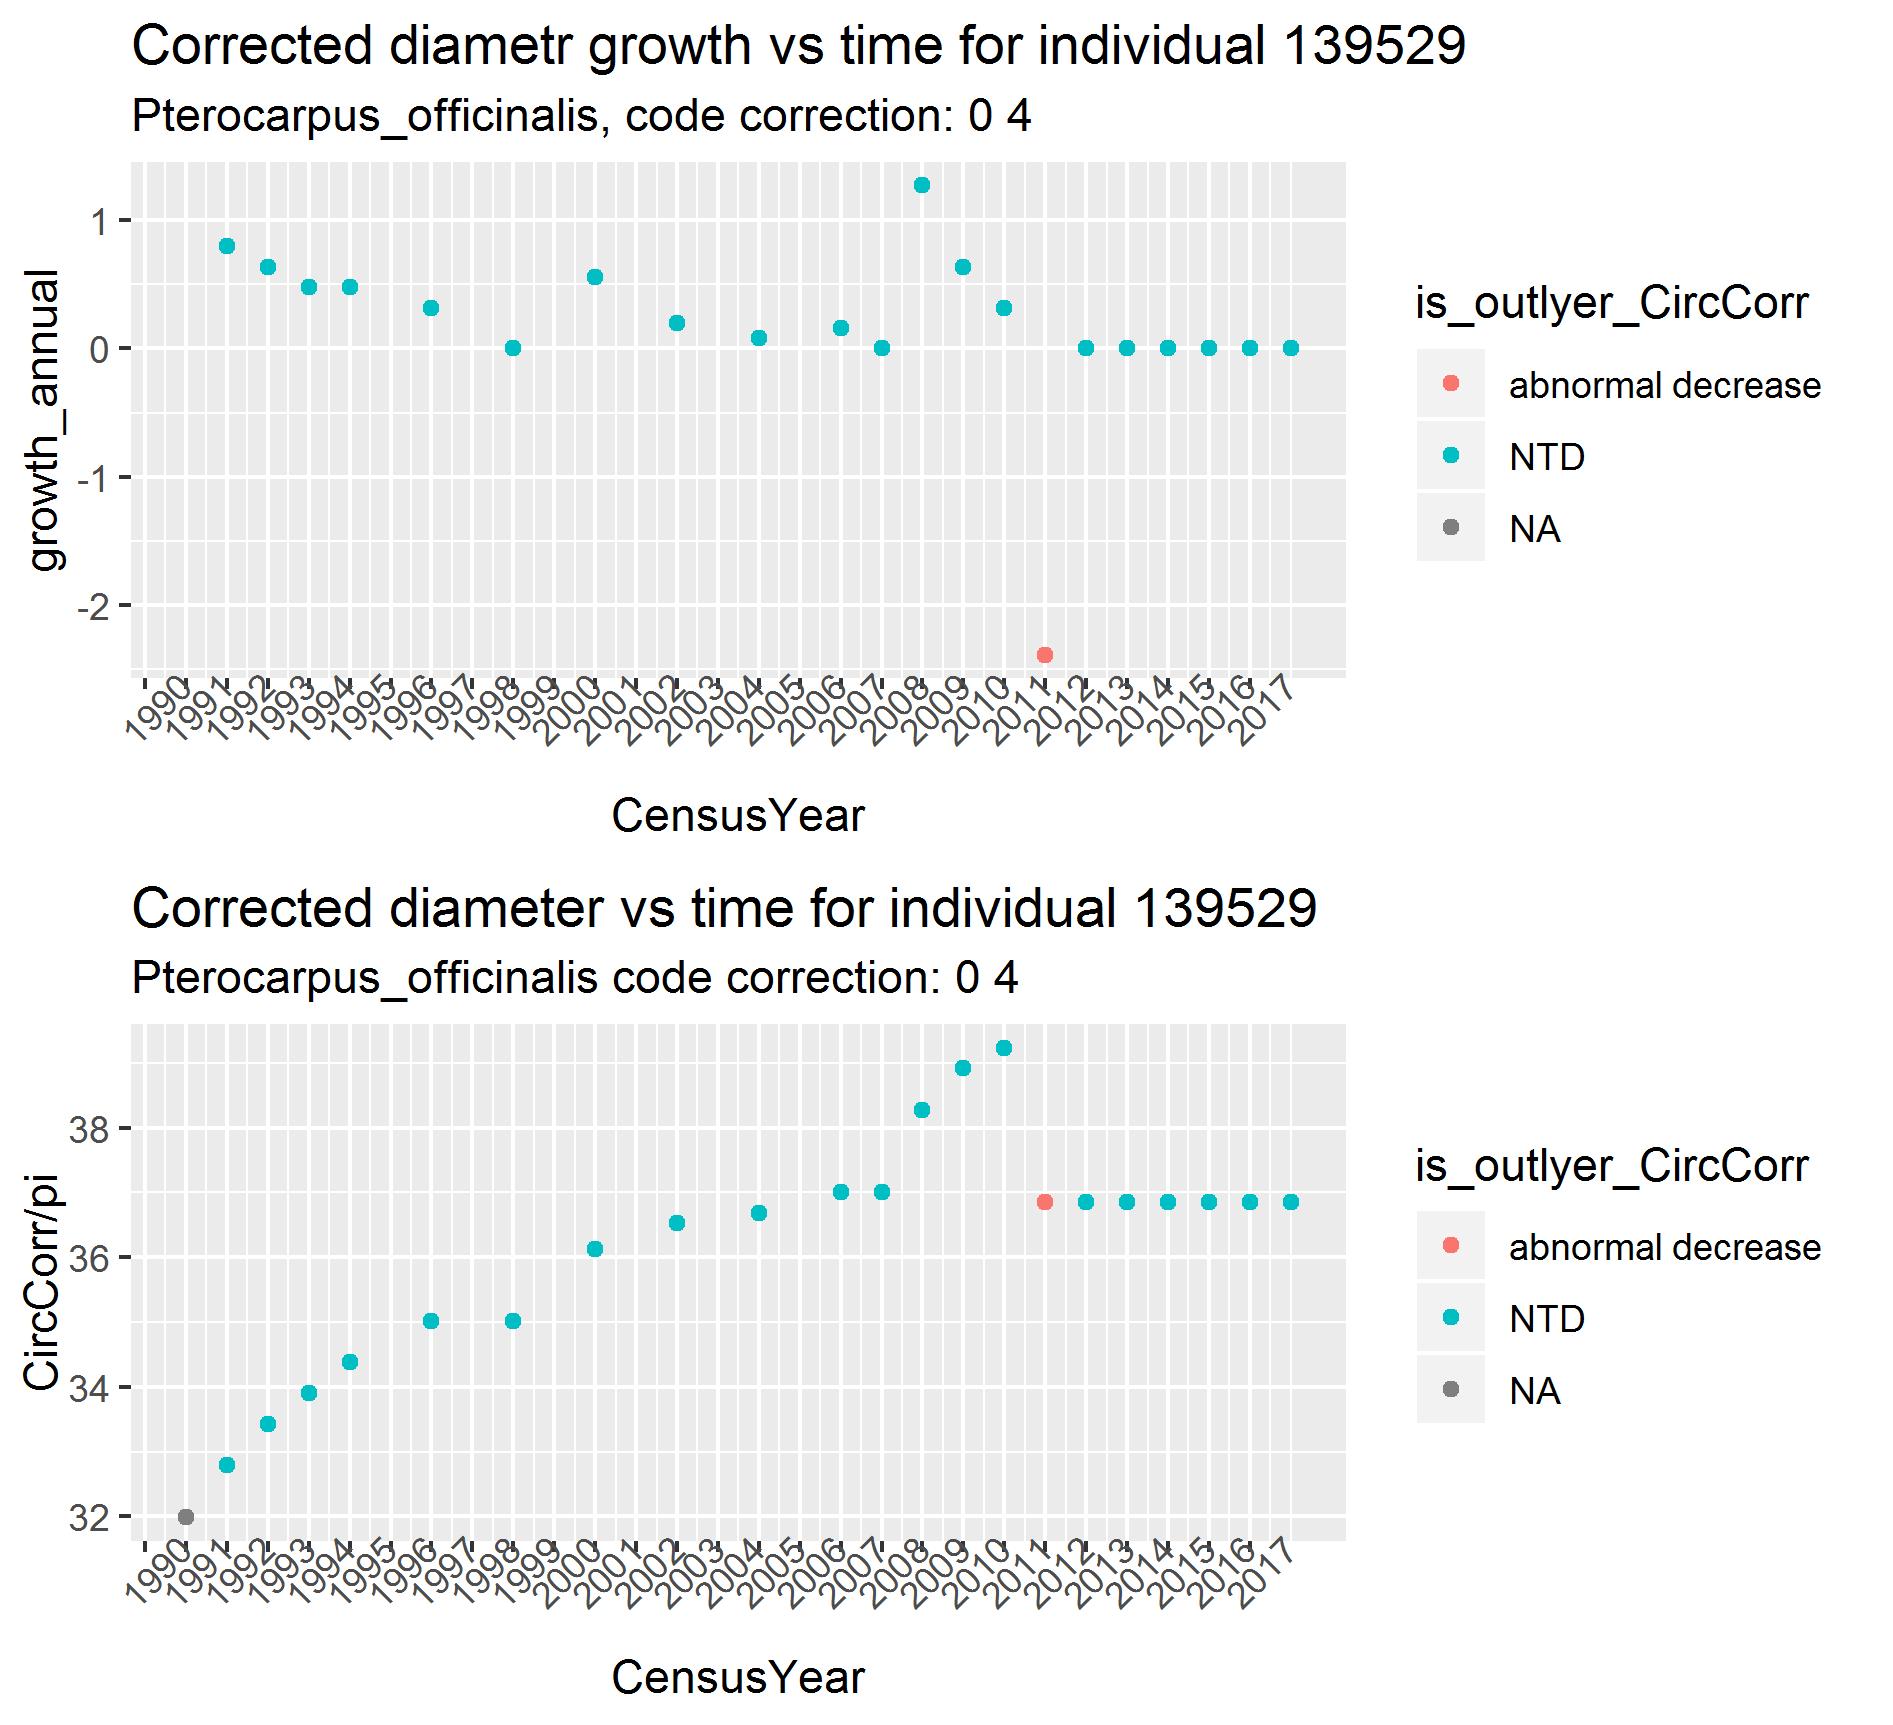 Corrected diametr growth vs time for individual 139529
Pterocarpus_officinalis, code correction: 0 4
growth_annual
1
0
-1
-2
1990 1991 1992 1993 1994 1995 1996 1997 1998 1999 2000 2001 2002 2003 2004 2005 2006 2007 2008 2009 2010 2011 2012 2013 2014 2015 2016 2017
CensusYear
is_outlyer_CircCorr
abnormal decrease
NTD
NA
Corrected diameter vs time for individual 139529
Pterocarpus_officinalis code correction: 0 4
CircCorr/pi
38
36
34
32
1990 1991 1992 1993 1994 1995 1996 1997 1998 1999 2000 2001 2002 2003 2004 2005 2006 2007 2008 2009 2010 2011 2012 2013 2014 2015 2016 2017
CensusYear
is_outlyer_CircCorr
abnormal decrease
NTD
NA